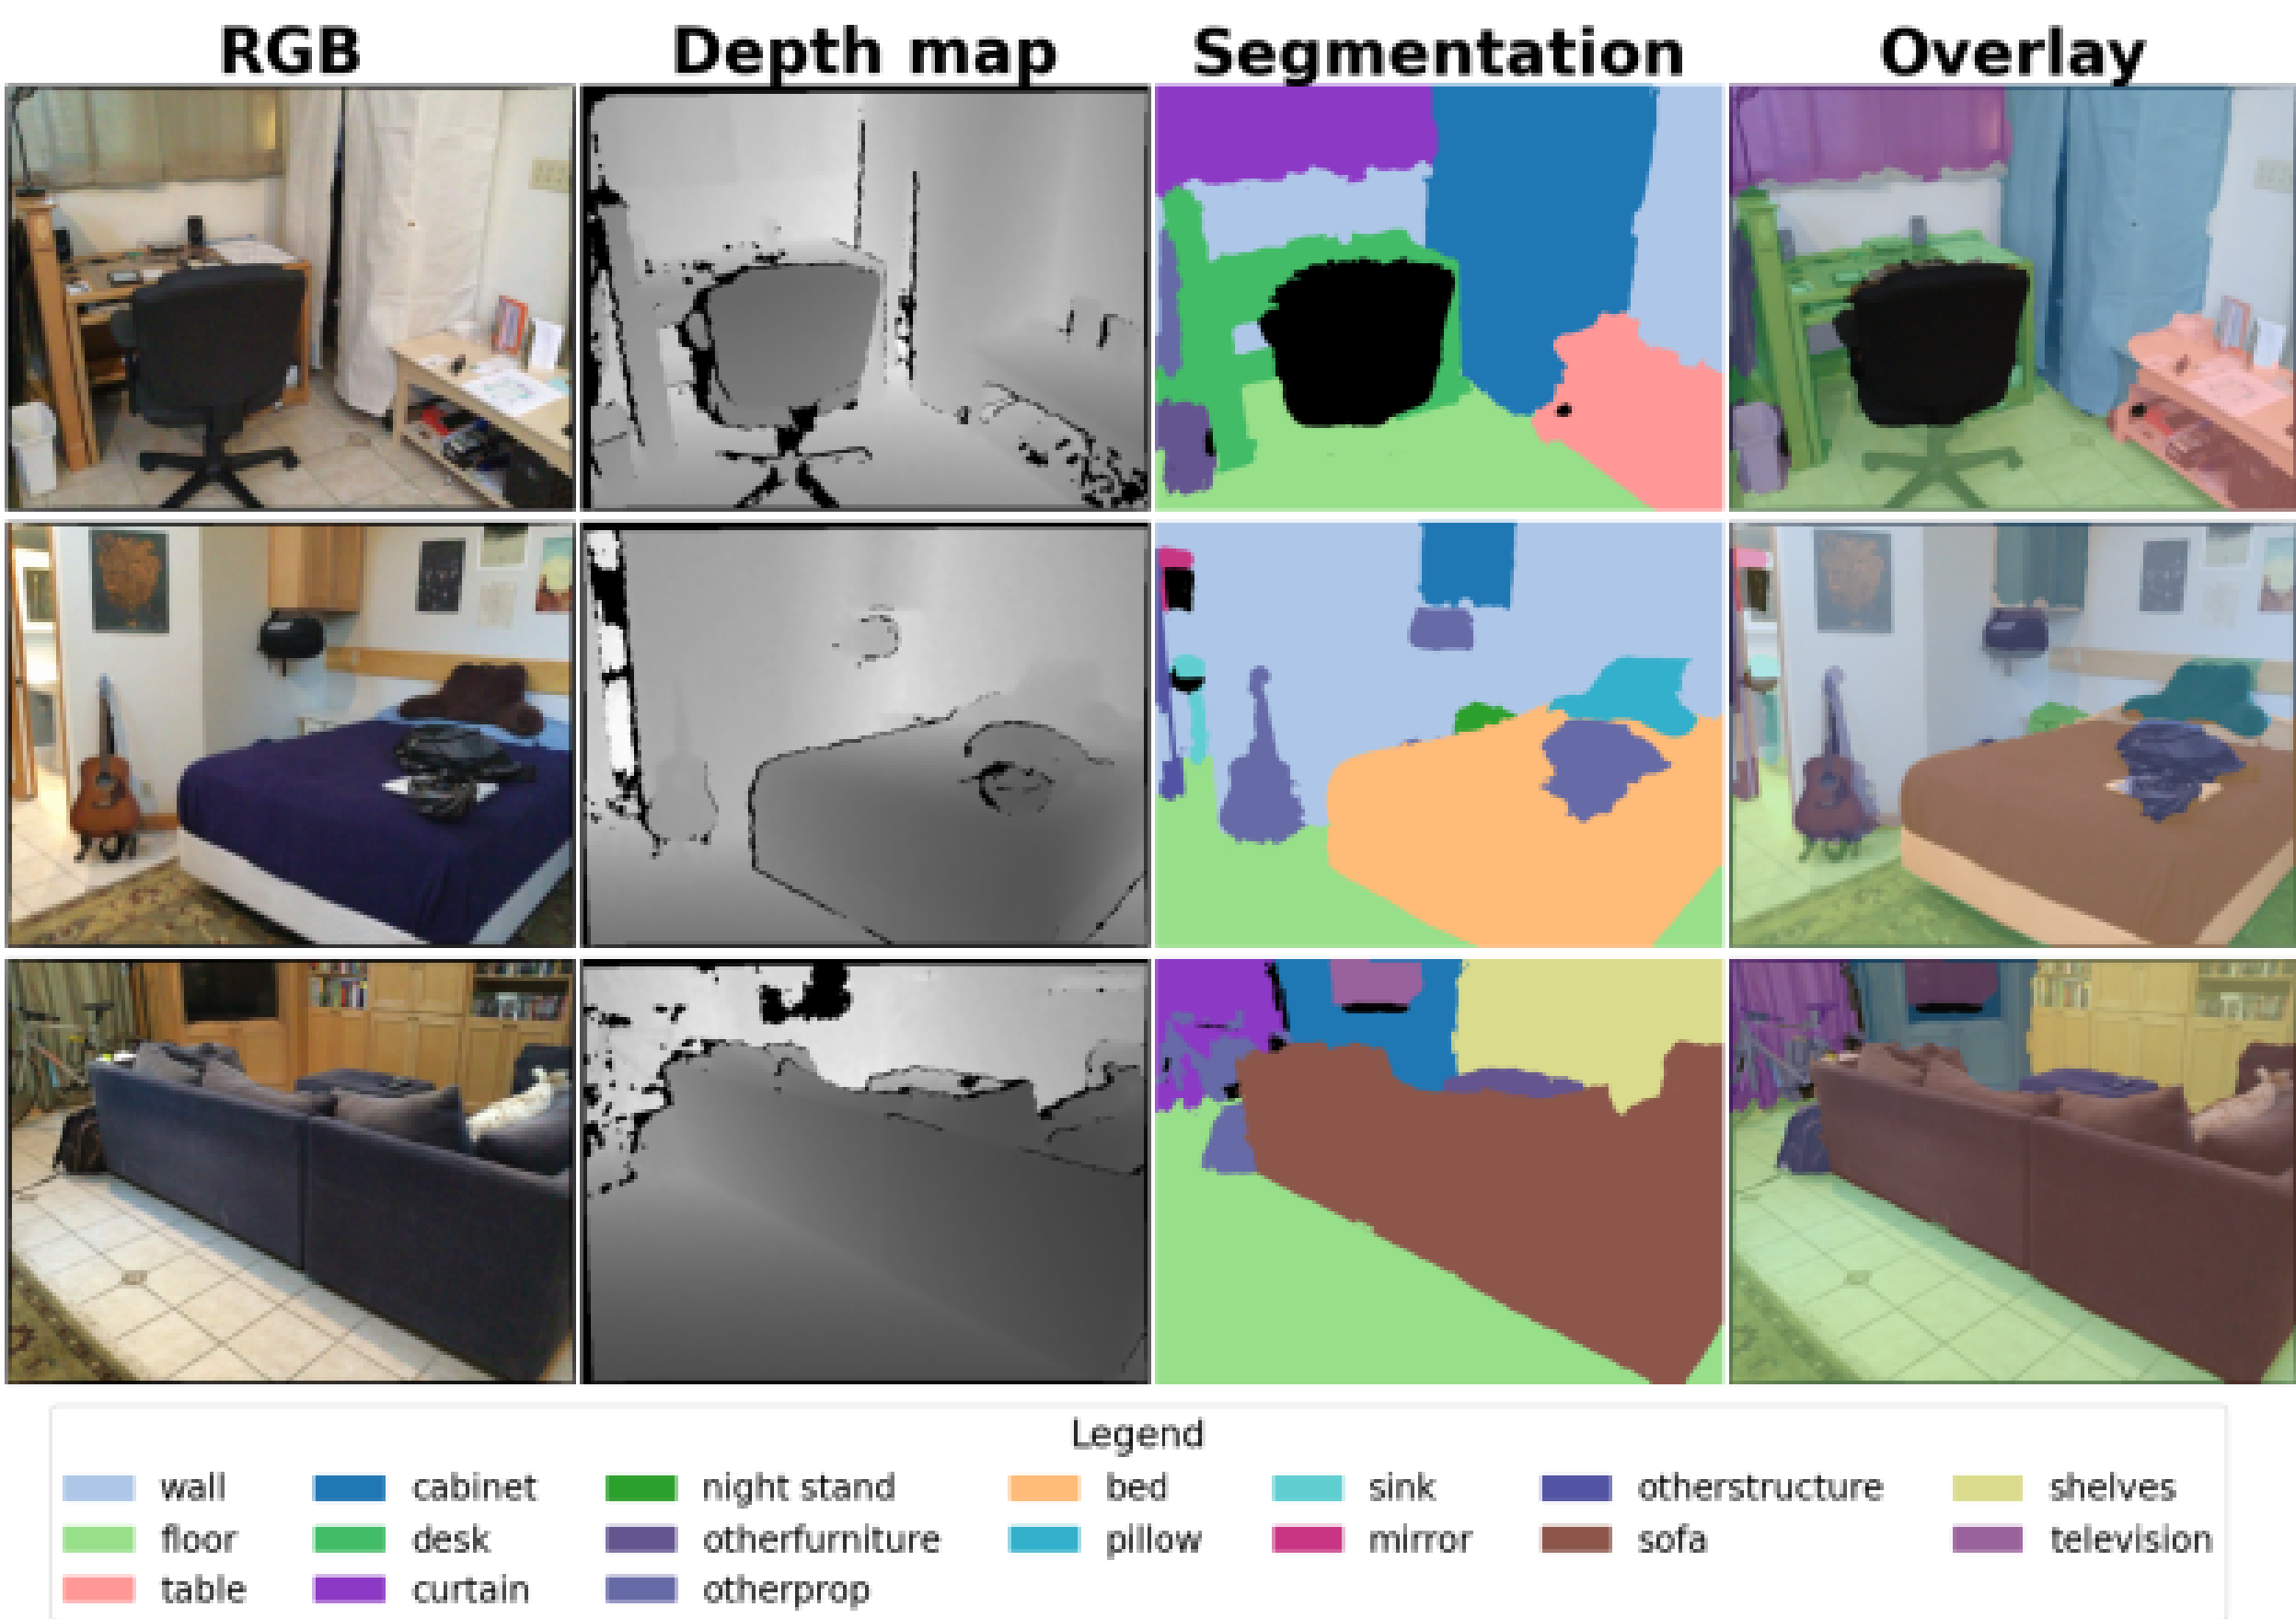 RGB Depth map Segmentation Overlay
Legend
wall cabinet night stand bed sink otherstructure shelves
floor desk otherfurniture pillow mirror sofa television
table curtain otherprop